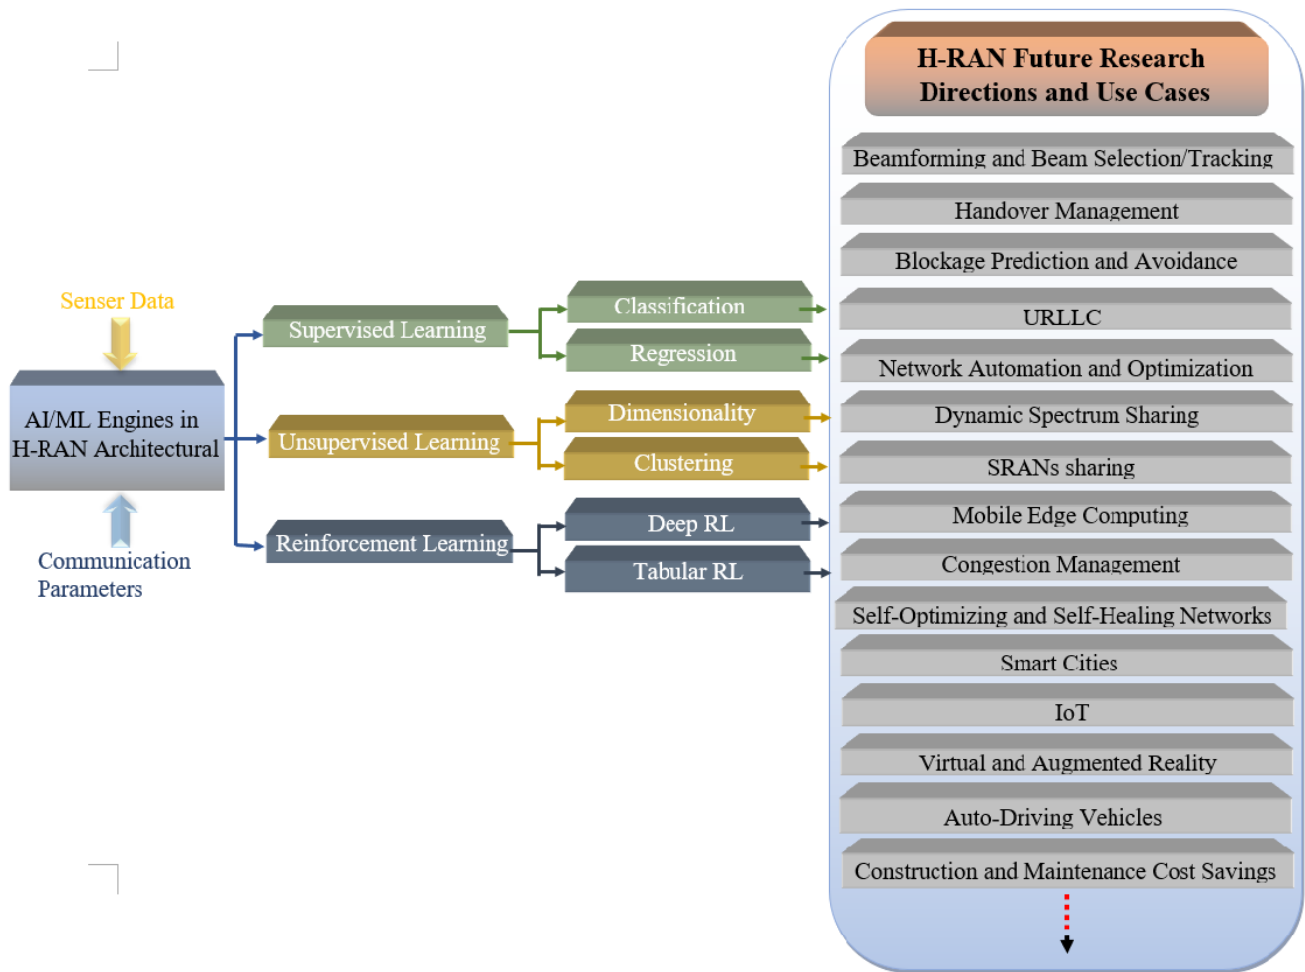 Senser Data
AI/ML Engines in
H-RAN Architectural
Communication
Parameters
Supervised Learning
Unsupervised Learning
Reinforcement Learning
Classification
Regression
Dimensionality
Clustering
Deep RL
Tabular RL
H-RAN Future Research
Directions and Use Cases
Beamforming and Beam Selection/Tracking
Handover Management
Blockage Prediction and Avoidance
URLLC
Network Automation and Optimization
Dynamic Spectrum Sharing
SRANs sharing
Mobile Edge Computing
Congestion Management
Self-Optimizing and Self-Healing Networks
Smart Cities
IoT
Virtual and Augmented Reality
Auto-Driving Vehicles
Construction and Maintenance Cost Savings